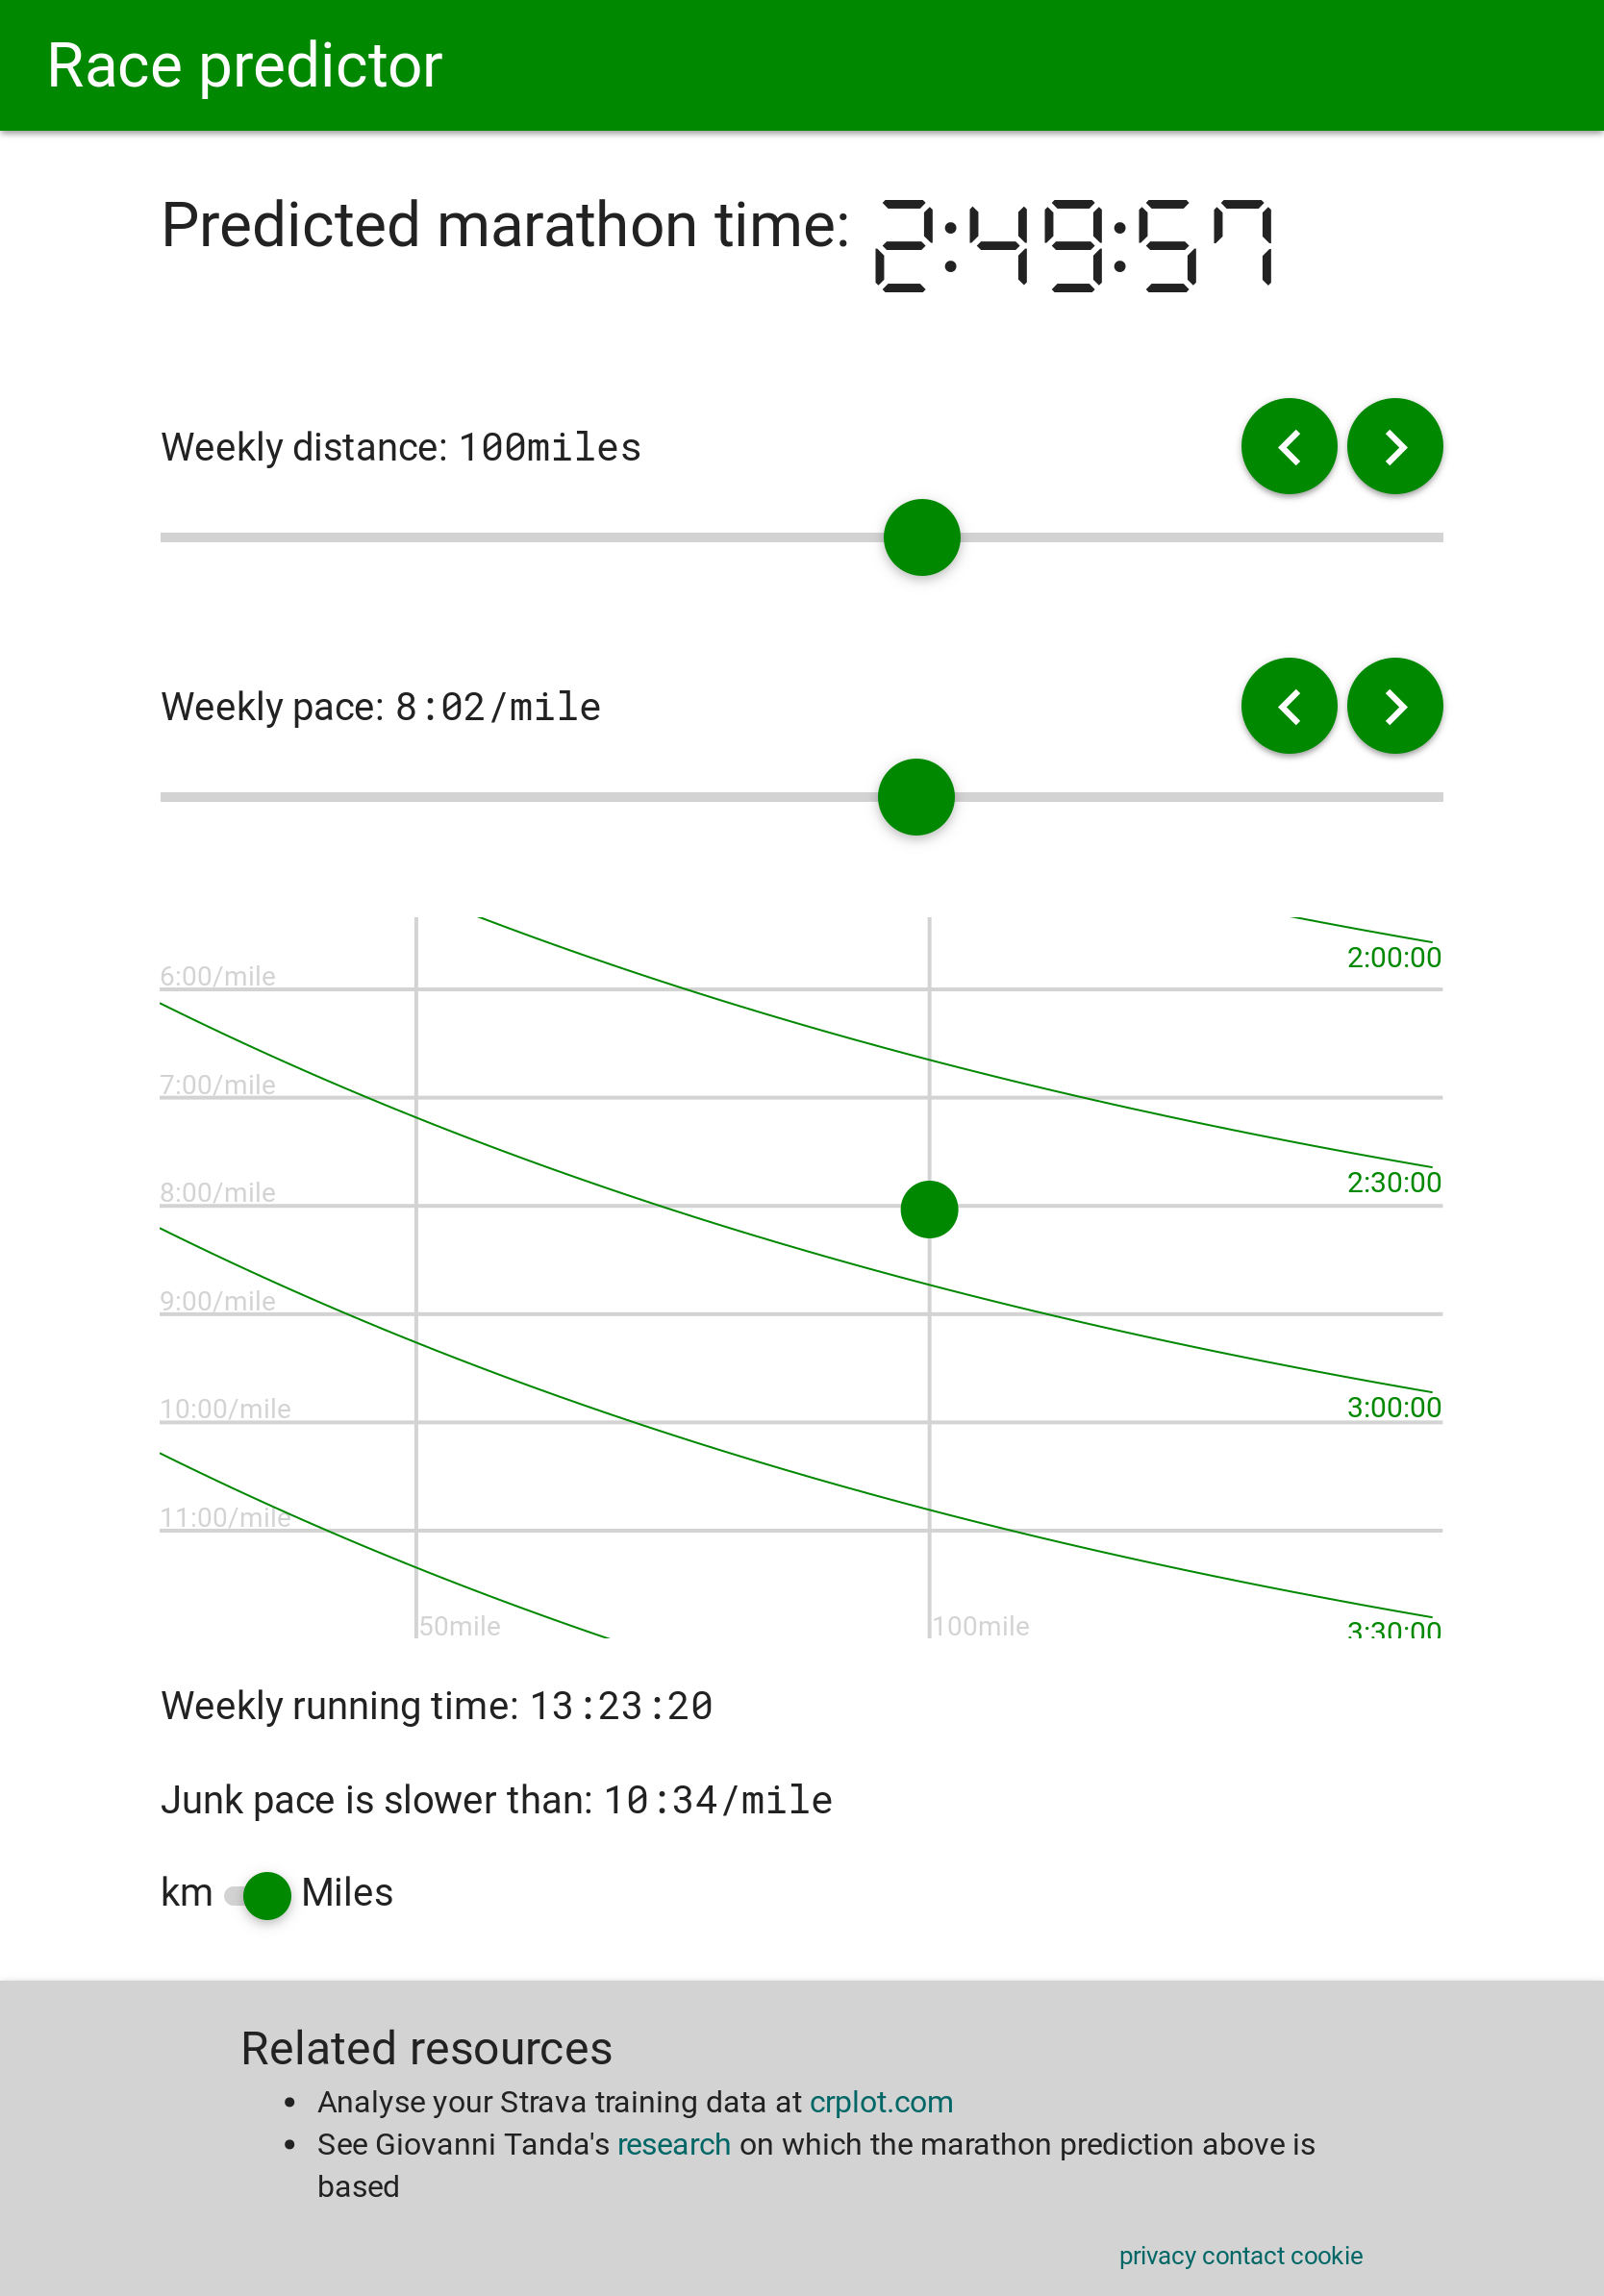 Race predictor
Predicted marathon time: 2:49:57
Weekly distance: 100miles
Weekly pace: 8:02/mile
2:00:00
6:00/mile
7:00/mile
2:30:00
8:00/mile
9:00/mile
3:00:00
10:00/mile
11:00/mile
50mile 100mile 3:30:00
Weekly running time: 13:23:20
Junk pace is slower than: 10:34/mile
km Miles
Related resources
• Analyse your Strava training data at crplot.com
• See Giovanni Tanda's research on which the marathon prediction above is
based
privacy contact cookie